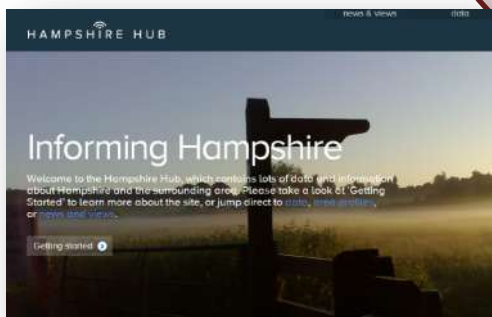 news & views data
HAMPSHIRE HUB
Informing Hampshire
Welcome to the Hampshire Hub, which contains lots of data and information
about Hampshire and the surrounding area. Please take a look at 'Getting
Started' to learn more about the site, or jump direct to data, area profiles,
or news and views.
Getting started